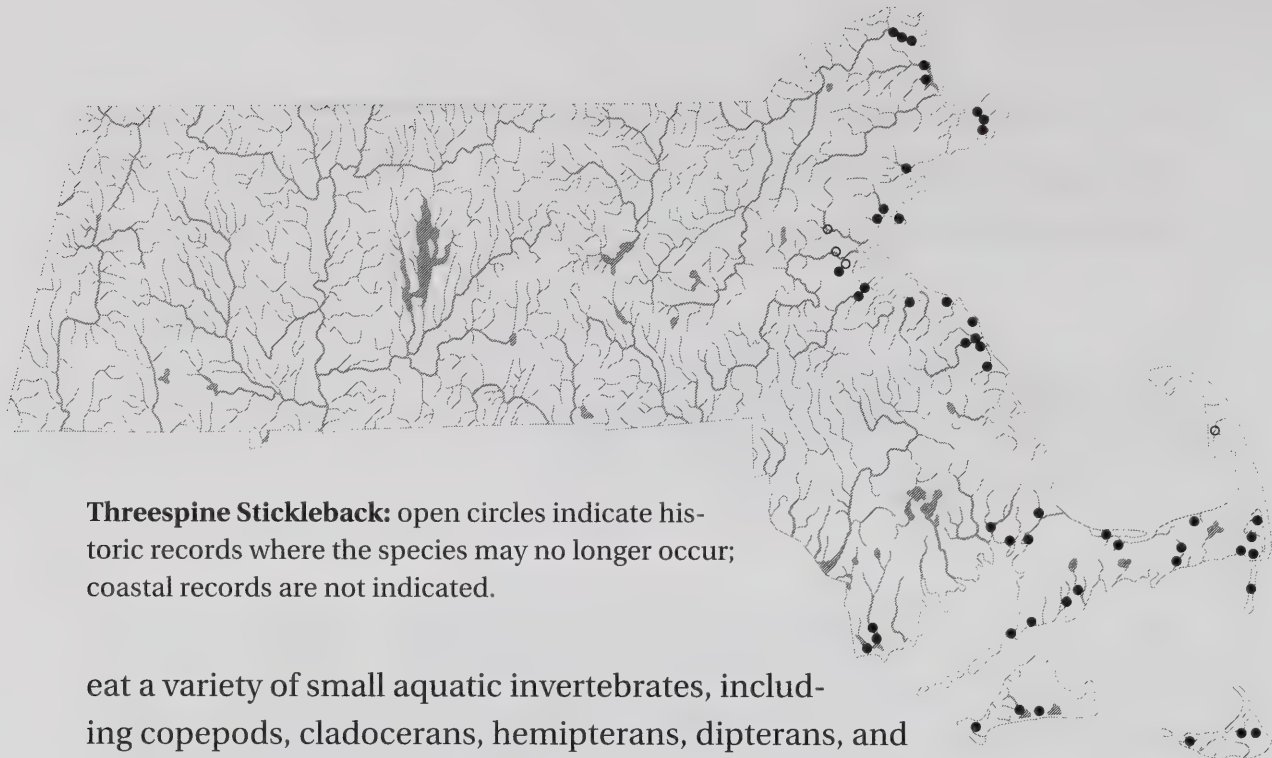 Threespine Stickleback: open circles indicate his-
toric records where the species may no longer occur;
coastal records are not indicated.
eat a variety of small aquatic invertebrates, includ-
ing copepods, cladocerans, hemipterans, dipterans, and